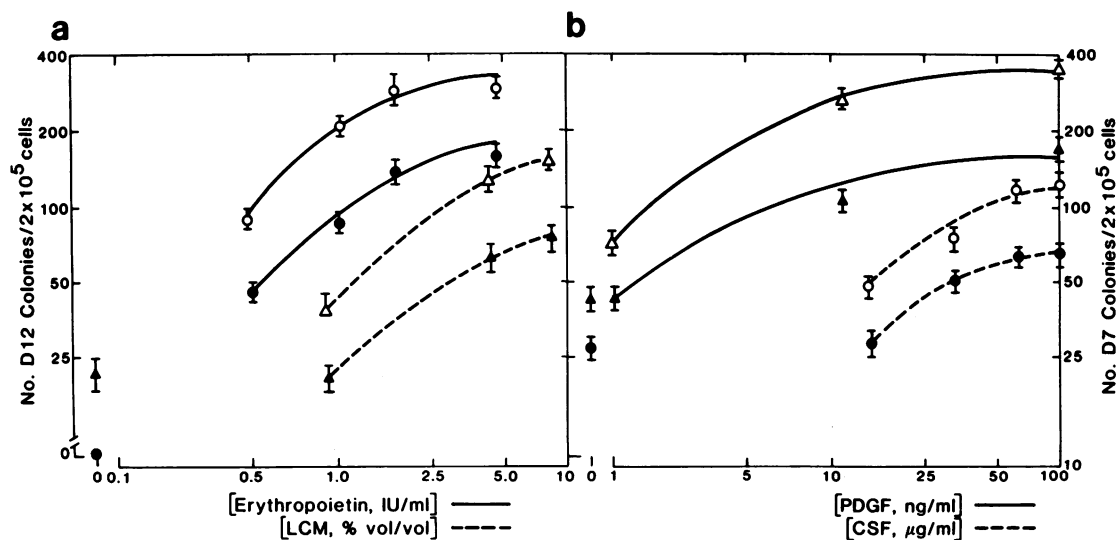 a
b
400
200
100
50
25
0
No. D12 Colonies/2x10⁵cells
0 0.1 0.5 1.0 2.5 5.0 10
[Erythropoietin, IU/ml]
[LCM, % vol/vol]
0 1 5 10 25 50 100
[PDGF, ng/ml]
[CSF, µg/ml]
400
200
100
50
25
10
No. D7 Colonies/2x10⁵cells